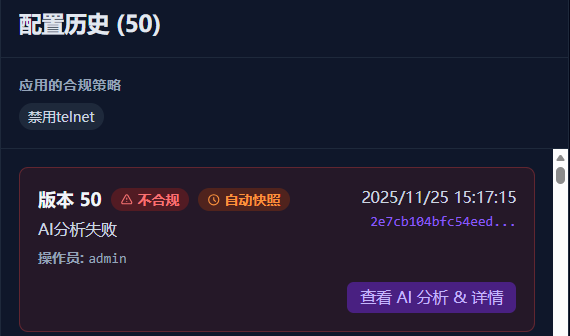 配置历史 (50)
应用的合规策略
禁用telnet
版本 50 不合规 自动快照 2025/11/25 15:17:15
AI分析失败 2e7cb104bfc54eed...
操作员: admin
查看 AI 分析 & 详情